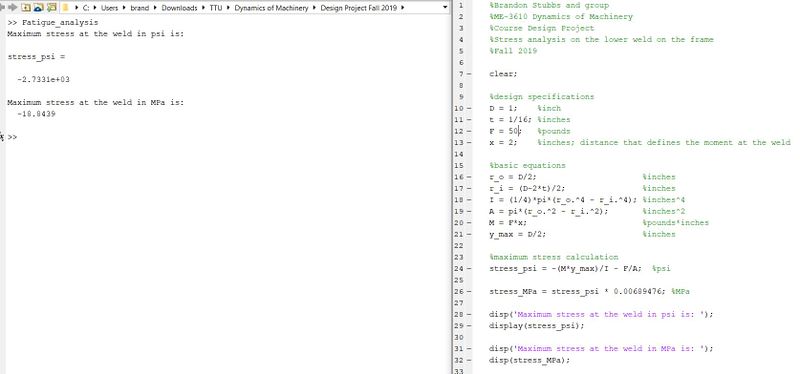 C: Users brand Downloads TTU Dynamics of Machinery Design Project Fall 2019
>> Fatigue_analysis
Maximum stress at the weld in psi is:
stress_psi =
-2.7331e+03
Maximum stress at the weld in MPa is:
-18.8439
>>
1 %Brandon Stubbs and group
2 %ME-3610 Dynamics of Machinery
3 %Course Design Project
4 %Stress analysis on the lower weld on the frame
5 %Fall 2019
6
7 - clear;
8
9 %design specifications
10 - D = 1; %inch
11 - t = 1/16; %inches
12 - F = 50; %pounds
13 - x = 2; %inches; distance that defines the moment at the weld
14
15 %basic equations
16 - r_o = D/2; %inches
17 - r_i = (D-2*t)/2; %inches
18 - I = (1/4)*pi*(r_o.^4 - r_i.^4); %inches^4
19 - A = pi*(r_o.^2 - r_i.^2); %inches^2
20 - M = F*x; %pounds*inches
21 - y_max = D/2; %inches
22
23 %maximum stress calculation
24 - stress_psi = -(M*y_max)/I - F/A; %psi
25
26 - stress_MPa = stress_psi * 0.00689476; %MPa
27
28 - disp('Maximum stress at the weld in psi is: ');
29 - display(stress_psi);
30
31 - disp('Maximum stress at the weld in MPa is: ');
32 - disp(stress_MPa);
33